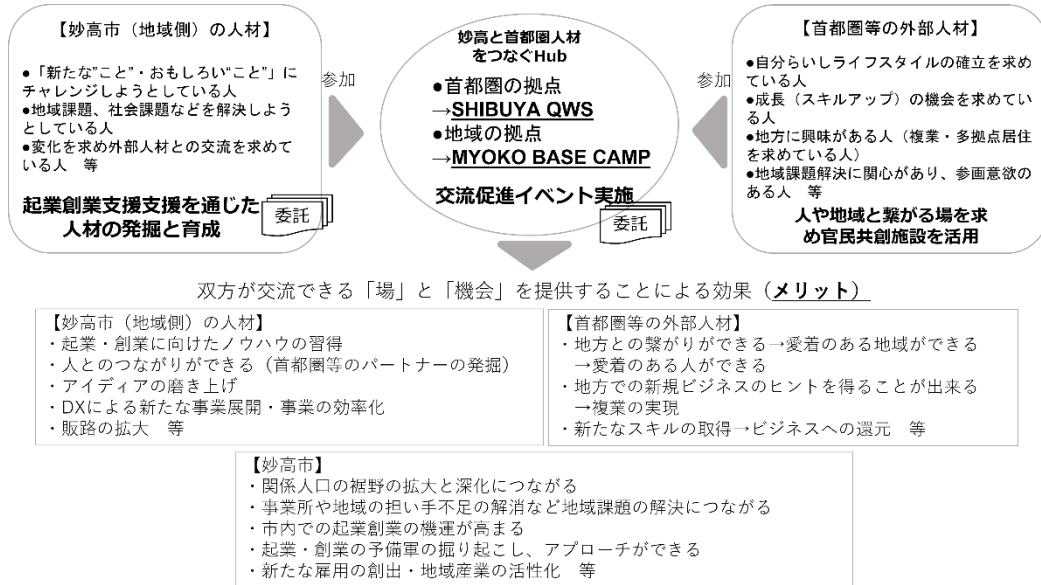 【妙高市（地域側）の人材】
●「新たな”こと”・おもしろい“こと”」に
チャレンジしようとしている人
●地域課題、社会課題などを解決しよう
としている人
●変化を求め外部人材との交流を求めて
いる人　等
起業創業支援支援を通じた
人材の発掘と育成
委託
参加
妙高と首都圏人材
をつなぐHub
●首都圏の拠点
→SHIBUYA QWS
●地域の拠点
→MYOKO BASE CAMP
交流促進イベント実施
委託
参加
【首都圏等の外部人材】
●自分らいしライフスタイルの確立を求め
ている人
●成長（スキルアップ）の機会を求めてい
る人
●地方に興味がある人（複業・多拠点居住
を求めている人）
●地域課題解決に関心があり、参画意欲の
ある人　等
人や地域と繋がる場を求
め官民共創施設を活用
双方が交流できる「場」と「機会」を提供することによる効果（メリット）
【妙高市（地域側）の人材】
・起業・創業に向けたノウハウの習得
・人とのつながりができる（首都圏等のパートナーの発掘）
・アイディアの磨き上げ
・DXによる新たな事業展開・事業の効率化
・販路の拡大　等
【首都圏等の外部人材】
・地方との繋がりができる→愛着のある地域ができる
→愛着のある人ができる
・地方での新規ビジネスのヒントを得ることが出来る
→複業の実現
・新たなスキルの取得→ビジネスへの還元　等
【妙高市】
・関係人口の裾野の拡大と深化につながる
・事業所や地域の担い手不足の解消など地域課題の解決につながる
・市内での起業創業の機運が高まる
・起業・創業の予備軍の掘り起こし、アプローチができる
・新たな雇用の創出・地域産業の活性化　等